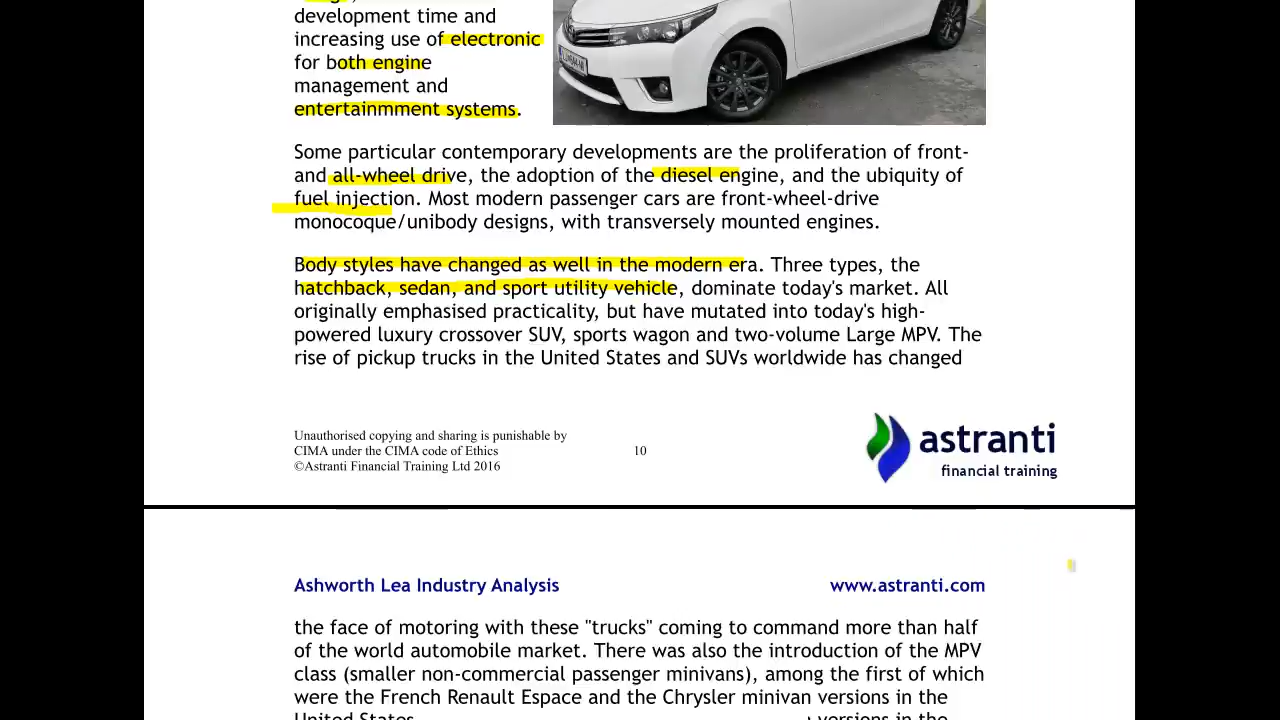 development time and
increasing use of electronic
for both engine
management and
entertainmment systems.
Some particular contemporary developments are the proliferation of front-
and all-wheel drive, the adoption of the diesel engine, and the ubiquity of
fuel injection. Most modern passenger cars are front-wheel-drive
monocoque/unibody designs, with transversely mounted engines.
Body styles have changed as well in the modern era. Three types, the
hatchback, sedan, and sport utility vehicle, dominate today's market. All
originally emphasised practicality, but have mutated into today's high-
powered luxury crossover SUV, sports wagon and two-volume Large MPV. The
rise of pickup trucks in the United States and SUVs worldwide has changed
Unauthorised copying and sharing is punishable by
CIMA under the CIMA code of Ethics
©Astranti Financial Training Ltd 2016
10
astranti
financial training
Ashworth Lea Industry Analysis www.astranti.com
the face of motoring with these "trucks" coming to command more than half
of the world automobile market. There was also the introduction of the MPV
class (smaller non-commercial passenger minivans), among the first of which
were the French Renault Espace and the Chrysler minivan versions in the
United States versions in the